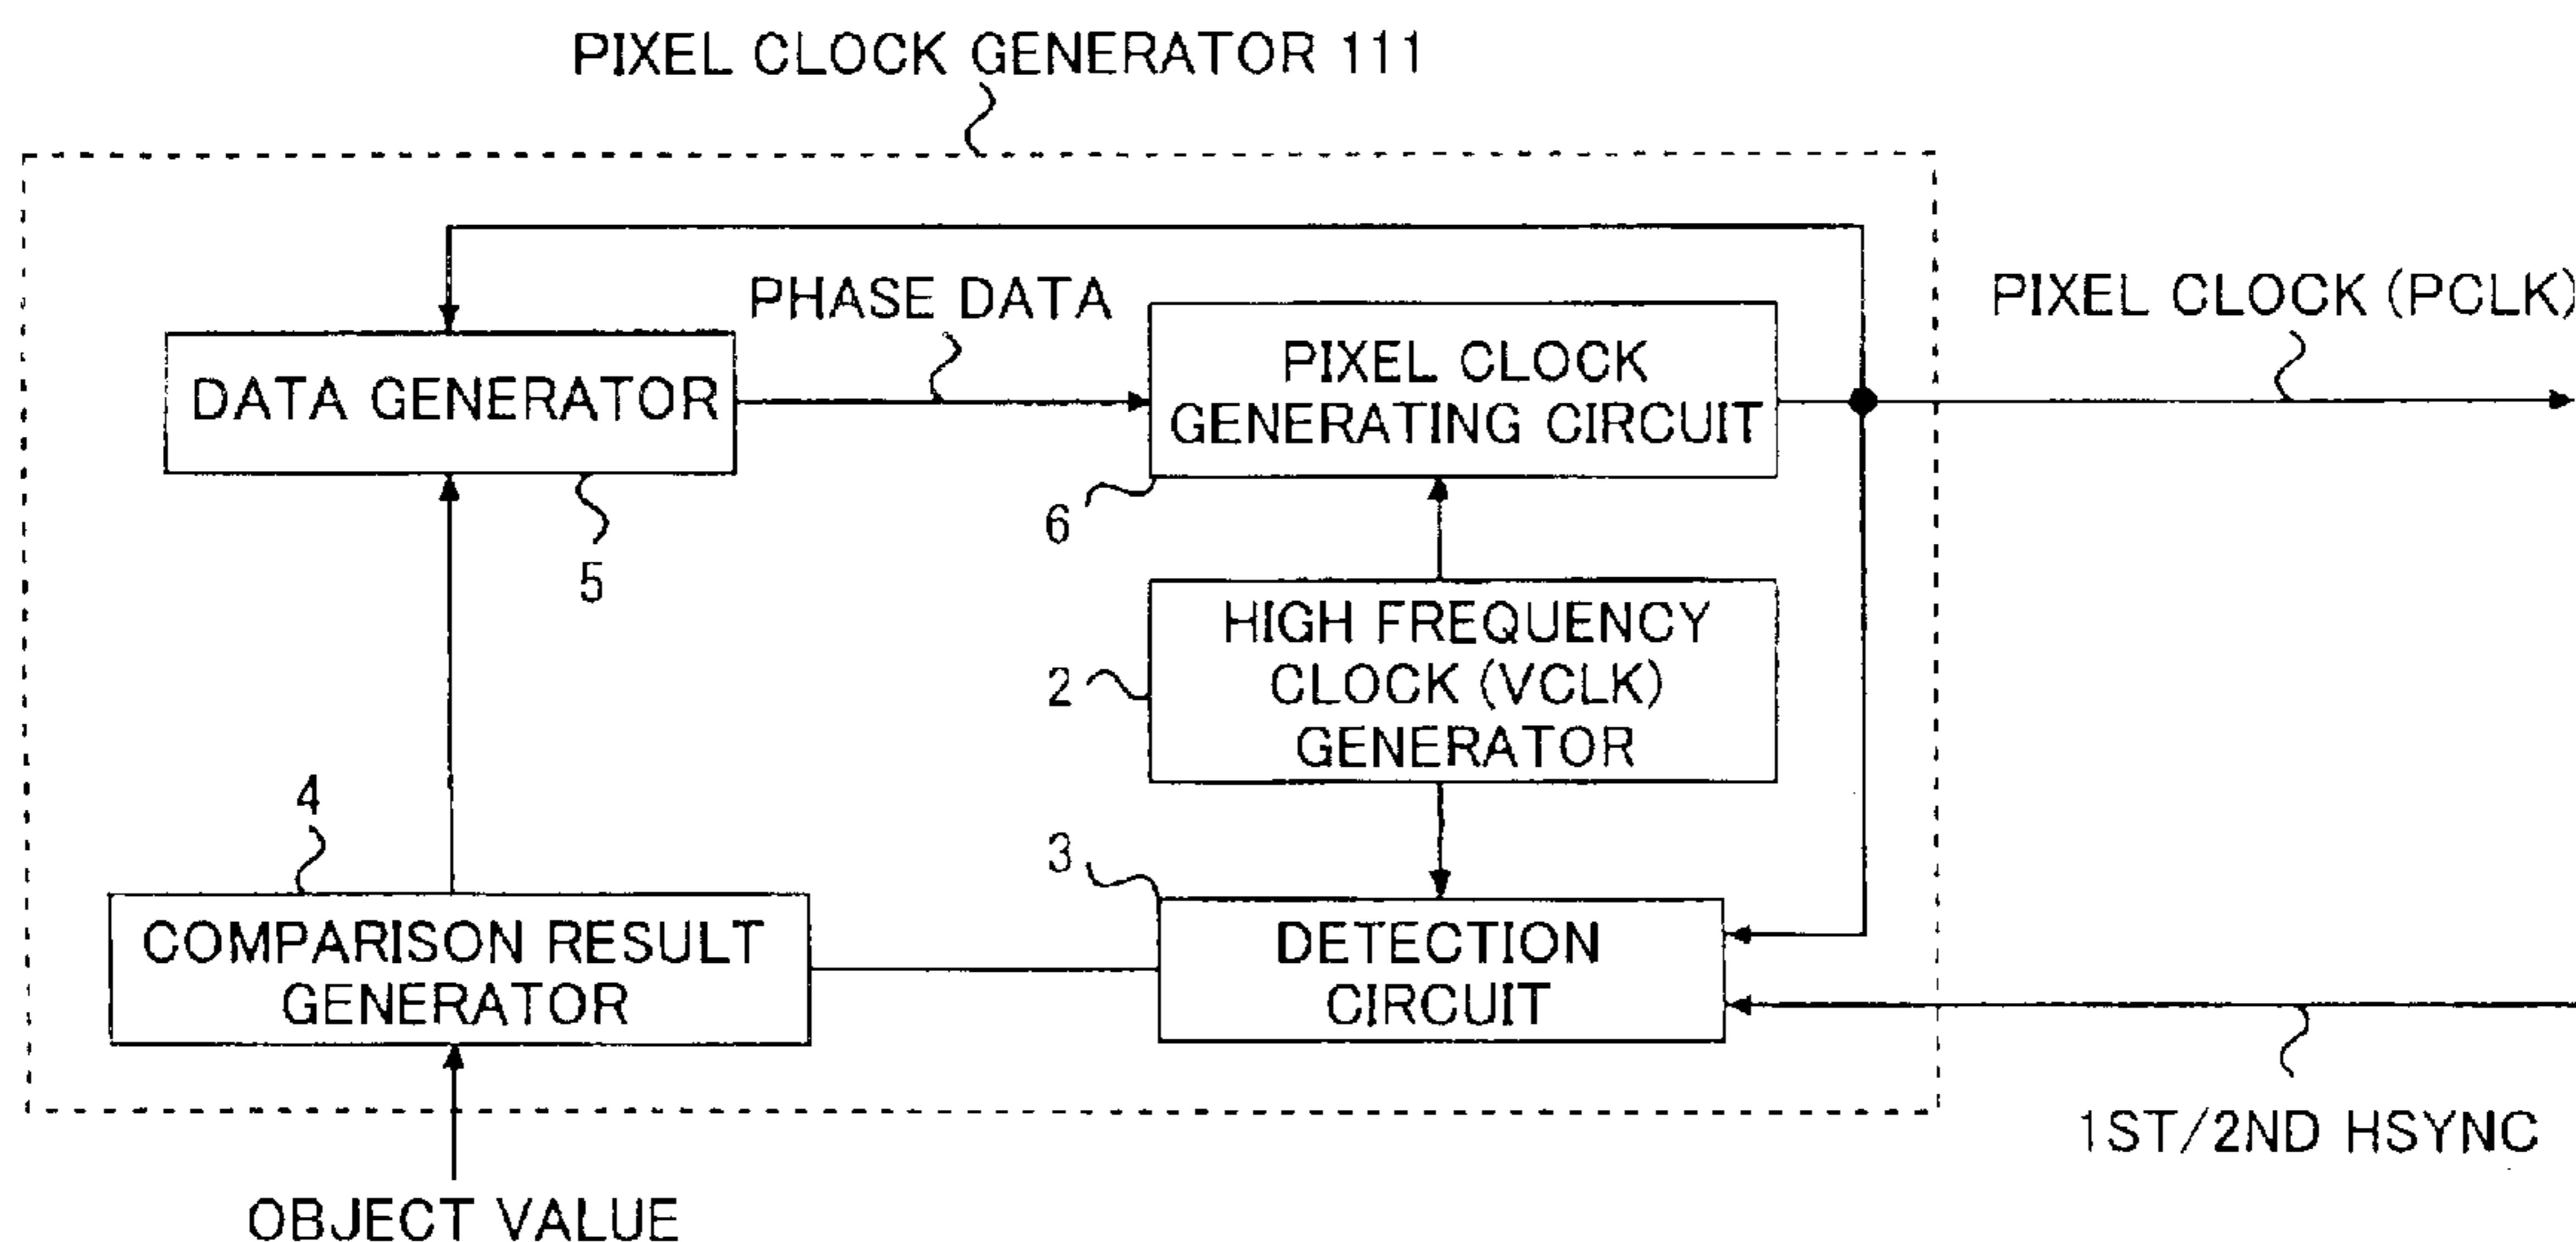 PIXEL CLOCK GENERATOR 111
PHASE DATA
PIXEL CLOCK (PCLK)
DATA GENERATOR
PIXEL CLOCK
GENERATING CIRCUIT
6
5
HIGH FREQUENCY
CLOCK (VCLK)
GENERATOR
2
4
3
COMPARISON RESULT
GENERATOR
DETECTION
CIRCUIT
1ST/2ND HSYNC
OBJECT VALUE